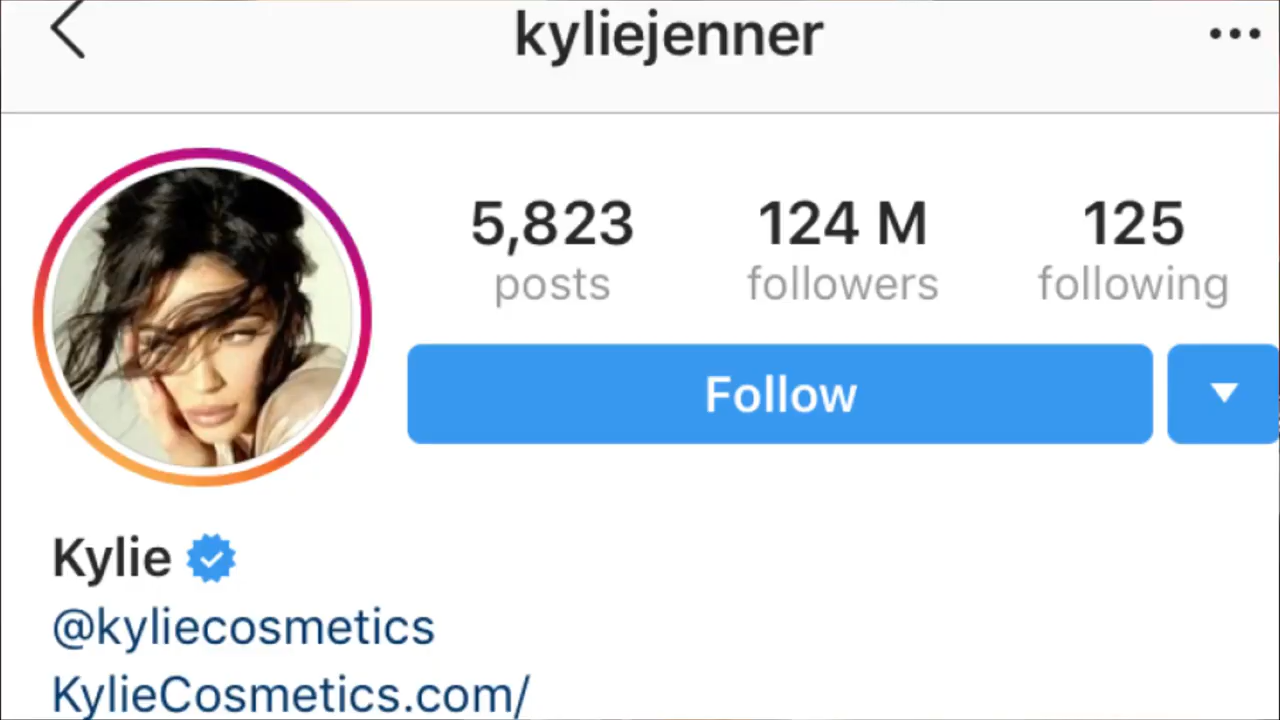 kyliejenner
5,823 124 M 125
posts followers following
Follow
Kylie
@kyliecosmetics
KylieCosmetics.com/